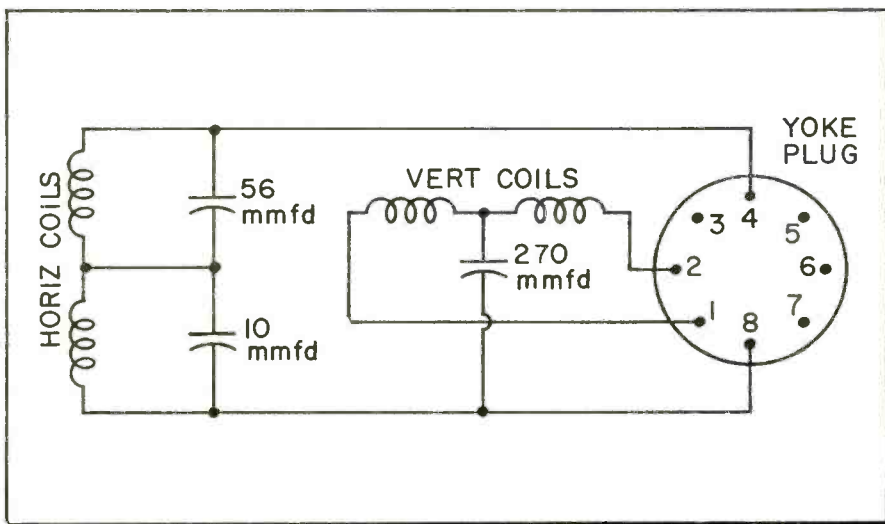 HORIZ COILS
56
mmfd
10
mmfd
VERT COILS
270
mmfd
YOKE
PLUG
3
4
5
2
6
1
8
7